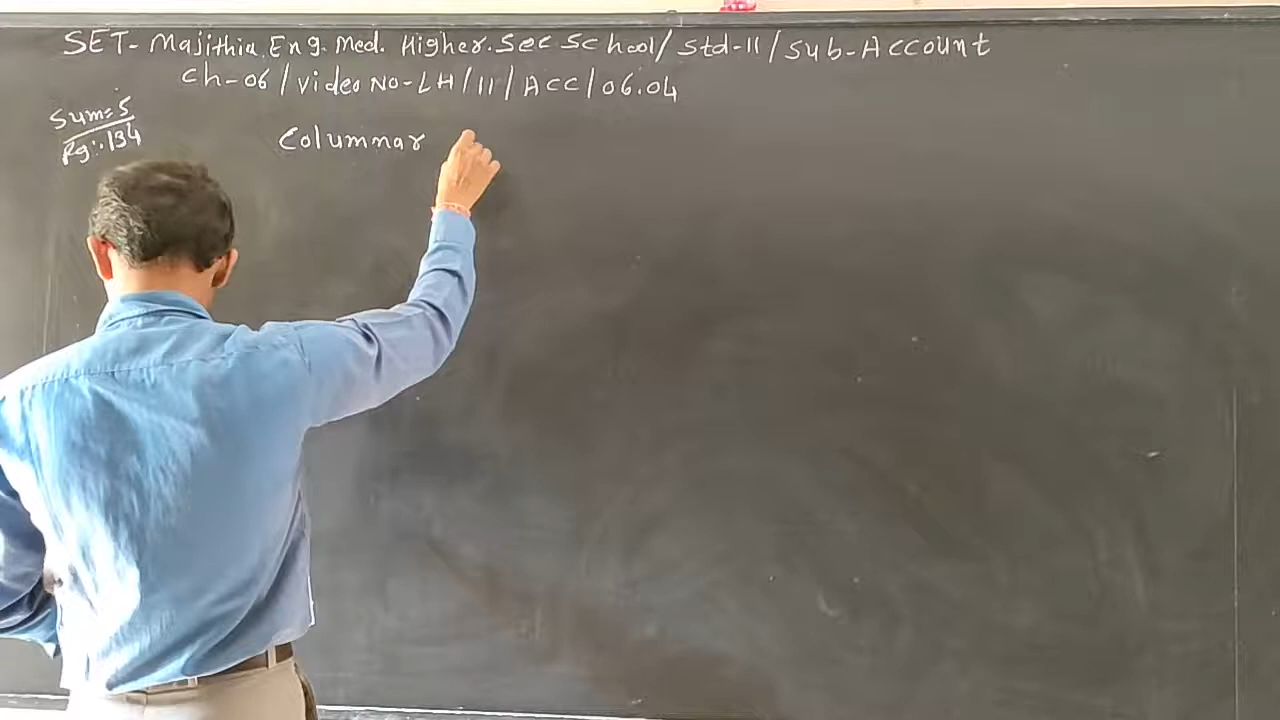 SET- Majithia. Eng. Med. Higher. Sec School/ Std-11 / Sub-Account
Ch-06 / Video No-LH / 11 / ACC / 06.04
Sum:5
Pg:.134
Columnar